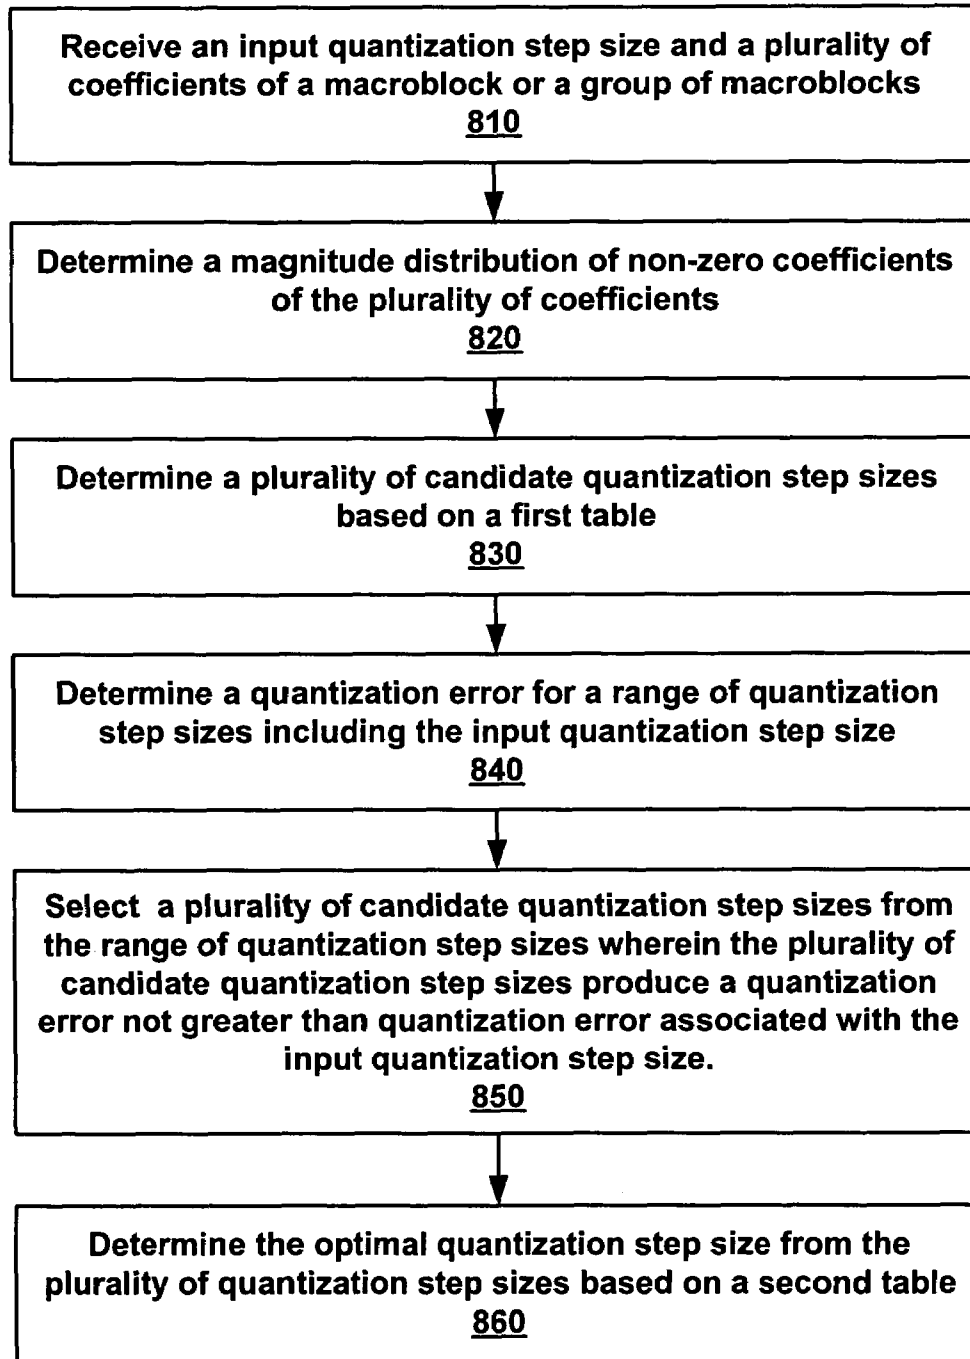 Receive an input quantization step size and a plurality of
coefficients of a macroblock or a group of macroblocks
810
Determine a magnitude distribution of non-zero coefficients
of the plurality of coefficients
820
Determine a plurality of candidate quantization step sizes
based on a first table
830
Determine a quantization error for a range of quantization
step sizes including the input quantization step size
840
Select a plurality of candidate quantization step sizes from
the range of quantization step sizes wherein the plurality of
candidate quantization step sizes produce a quantization
error not greater than quantization error associated with the
input quantization step size.
850
Determine the optimal quantization step size from the
plurality of quantization step sizes based on a second table
860